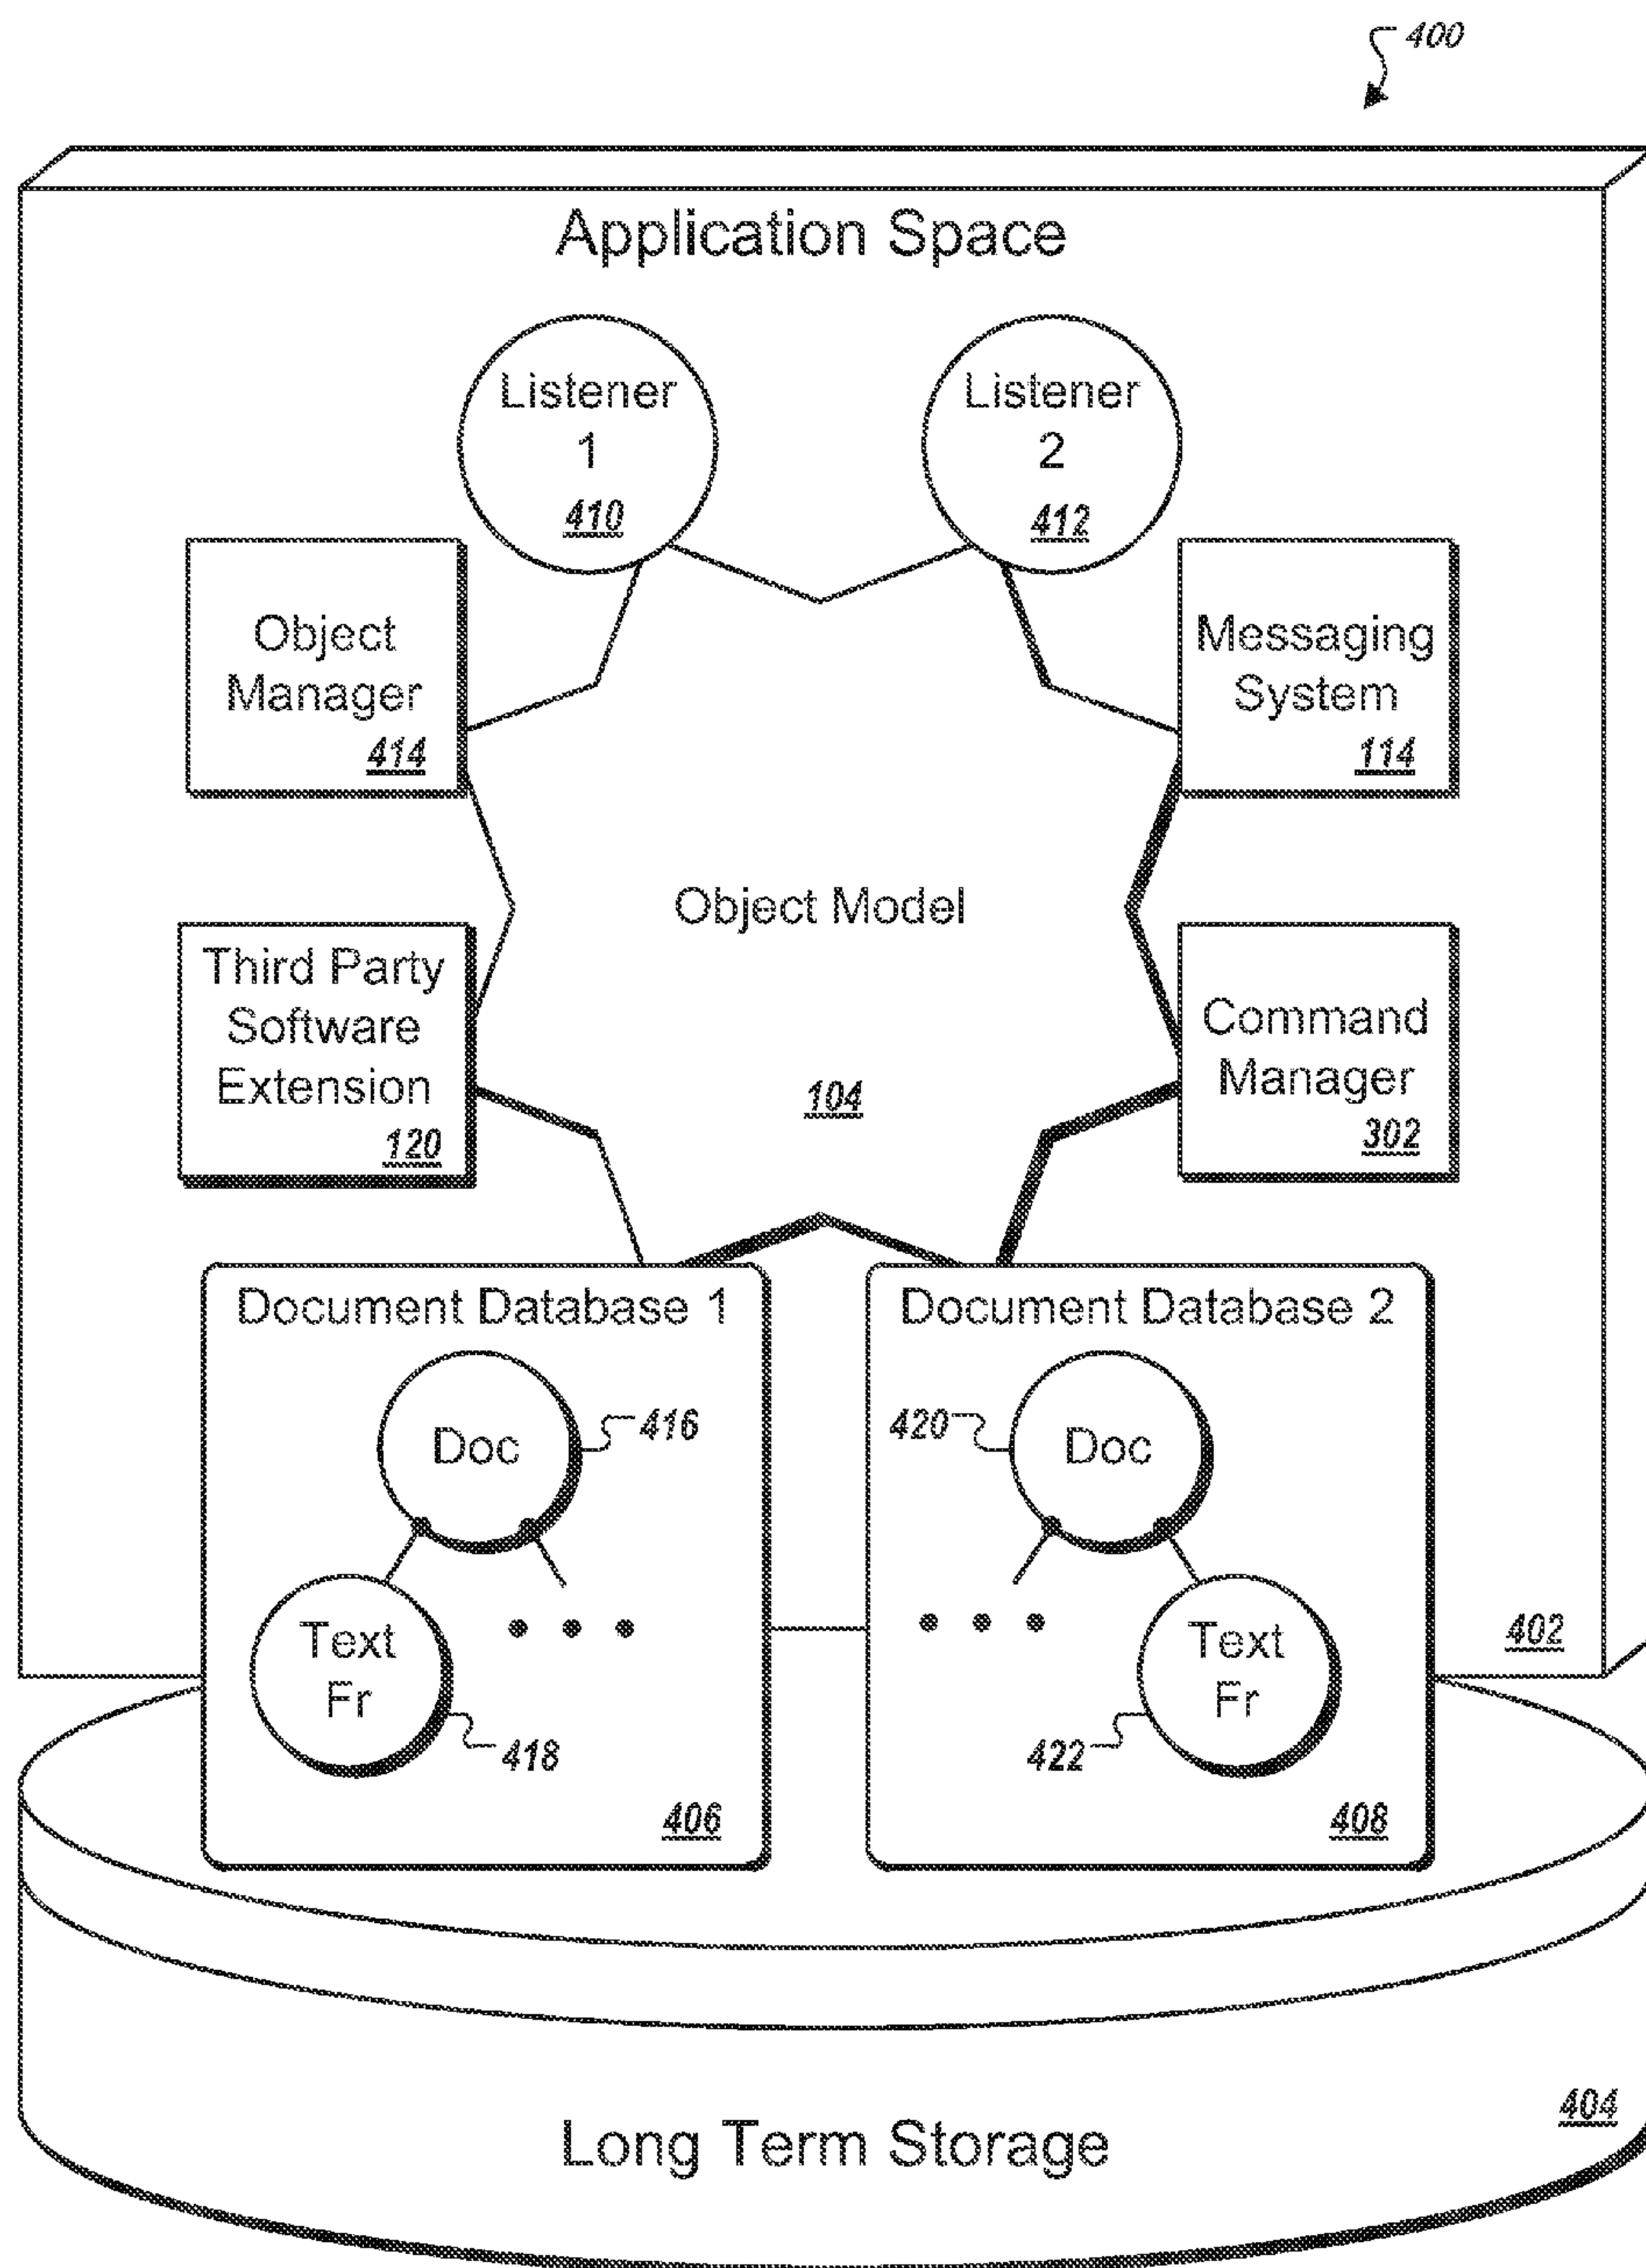 400
Application Space
Listener
1
410
Listener
2
412
Object
Manager
414
Messaging
System
114
Object Model
104
Third Party
Software
Extension
120
Command
Manager
302
Document Database 1
Doc
416
Text
Fr
418
406
Document Database 2
420
Doc
Text
Fr
422
408
402
404
Long Term Storage